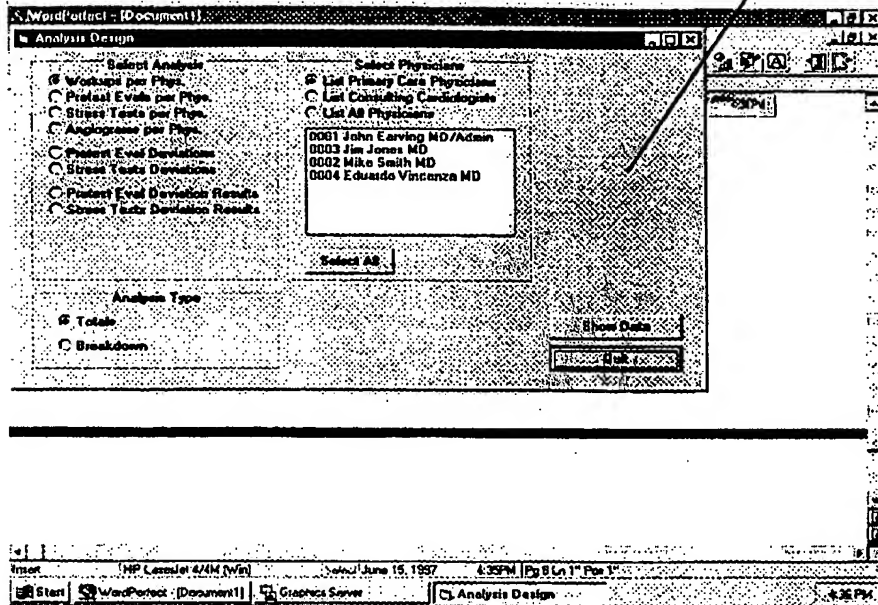 WordPerfect - [Document1]
Analysis Design
Select Analysis
Workups per Phys.
Pretest Evals per Phys.
Stress Tests per Phys.
Angiograms per Phys.
Pretest Eval Deviations
Stress Tests Deviations
Pretest Eval Deviation Results
Stress Tests Deviation Results
Select Physicians
List Primary Care Physicians
List Consulting Cardiologists
List All Physicians
0001 John Earving MD/Admin
0003 Jim Jones MD
0002 Mike Smith MD
0004 Eduardo Vincenza MD
Select All
Analysis Type
Totals
Breakdown
Show Data
Quit
Insert HP LaserJet 4/4M (Win) Select June 15, 1997 4:35PM Pg 8 Ln 1" Pos 1"
Start WordPerfect - [Document1] Graphics Server Analysis Design 4:36 PM